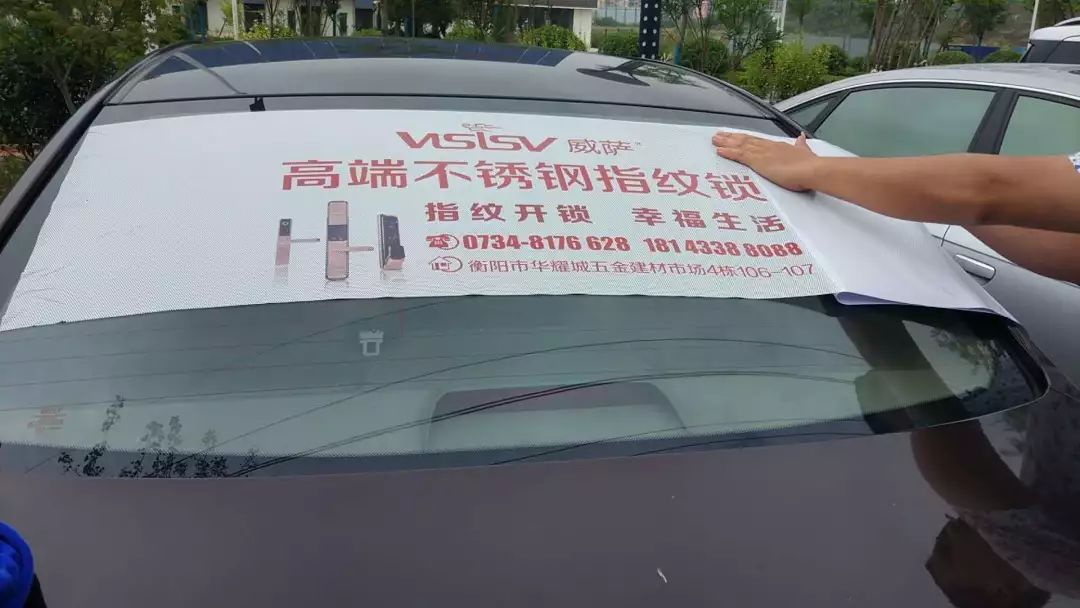 VISISV 威萨
高端不锈钢指纹锁
指纹开锁 幸福生活
0734-8176 628 181 4338 8088
衡阳市华耀城五金建材市场4栋106-107